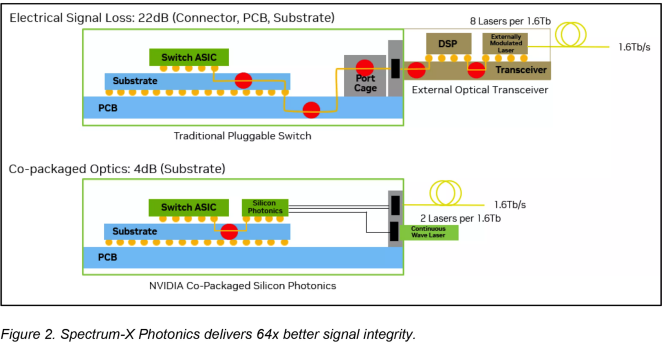 Electrical Signal Loss: 22dB (Connector, PCB, Substrate)
8 Lasers per 1.6Tb
Switch ASIC
DSP
Externally
Modulated
Laser
1.6Tb/s
Substrate
Port
Cage
Transceiver
PCB
External Optical Transceiver
Traditional Pluggable Switch
Co-packaged Optics: 4dB (Substrate)
Switch ASIC
Silicon
Photonics
1.6Tb/s
2 Lasers per 1.6Tb
Substrate
Continuous
Wave Laser
PCB
NVIDIA Co-Packaged Silicon Photonics
Figure 2. Spectrum-X Photonics delivers 64x better signal integrity.